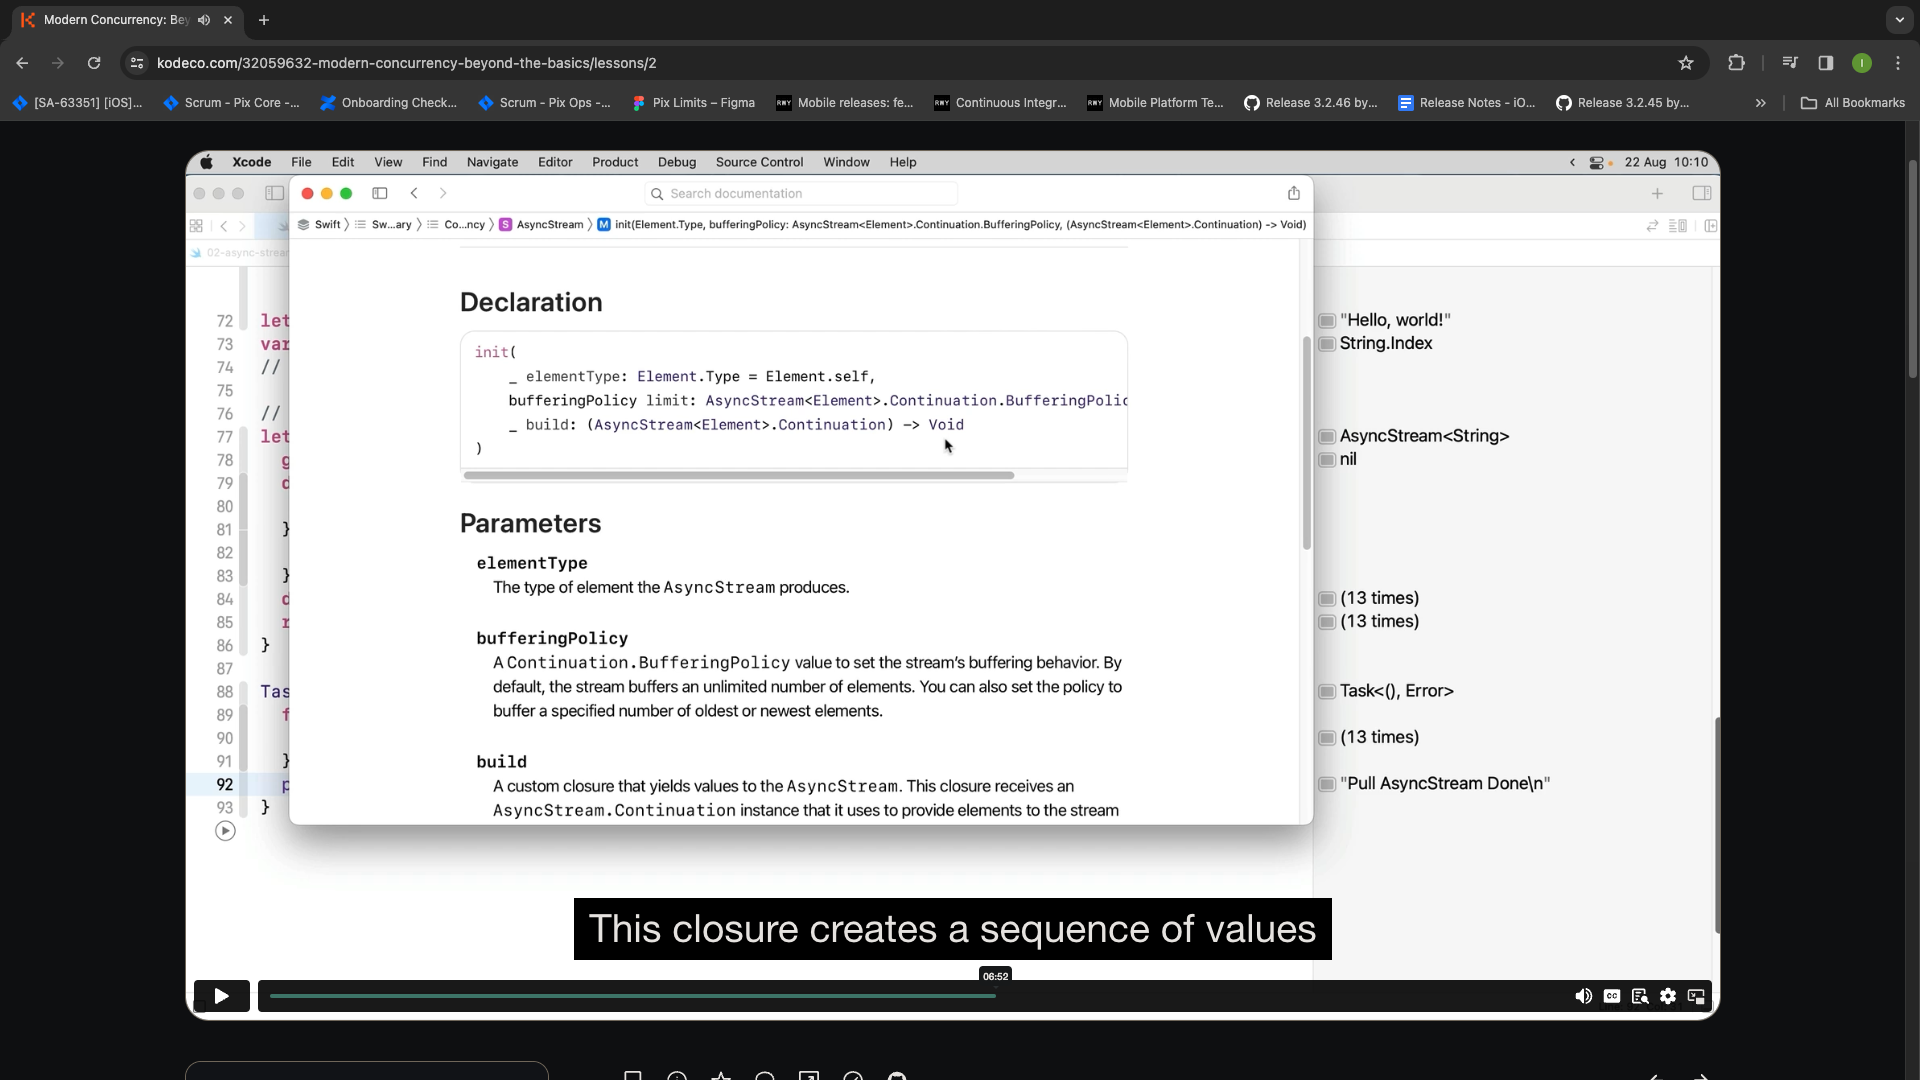 Modern Concurrency: Bey
kodeco.com/32059632-modern-concurrency-beyond-the-basics/lessons/2
I
[SA-63351] [iOS]...
Scrum - Pix Core -...
Onboarding Check...
Scrum - Pix Ops -...
Pix Limits – Figma
RWY Mobile releases: fe...
RWY Continuous Integr...
RWY Mobile Platform Te...
Release 3.2.46 by...
Release Notes - iO...
Release 3.2.45 by...
All Bookmarks
Xcode File Edit View Find Navigate Editor Product Debug Source Control Window Help
22 Aug 10:10
Search documentation
Swift Sw...ary Co...ncy S AsyncStream M init(Element.Type, bufferingPolicy: AsyncStream<Element>.Continuation.BufferingPolicy, (AsyncStream<Element>.Continuation) -> Void)
02-async-strea
Declaration
init(
_ elementType: Element.Type = Element.self,
bufferingPolicy limit: AsyncStream<Element>.Continuation.BufferingPolic
_ build: (AsyncStream<Element>.Continuation) -> Void
)
Parameters
elementType
The type of element the AsyncStream produces.
bufferingPolicy
A Continuation.BufferingPolicy value to set the stream's buffering behavior. By
default, the stream buffers an unlimited number of elements. You can also set the policy to
buffer a specified number of oldest or newest elements.
build
A custom closure that yields values to the AsyncStream. This closure receives an
AsyncStream.Continuation instance that it uses to provide elements to the stream
72 let
73 var
74 //
75
76 //
77 let
78 g
79 d
80
81 }
82
83 }
84 d
85 r
86 }
87
88 Tas
89 f
90
91 }
92 p
93 }
"Hello, world!"
String.Index
AsyncStream<String>
nil
(13 times)
(13 times)
Task<(), Error>
(13 times)
"Pull AsyncStream Done\n"
This closure creates a sequence of values
06:52
CC